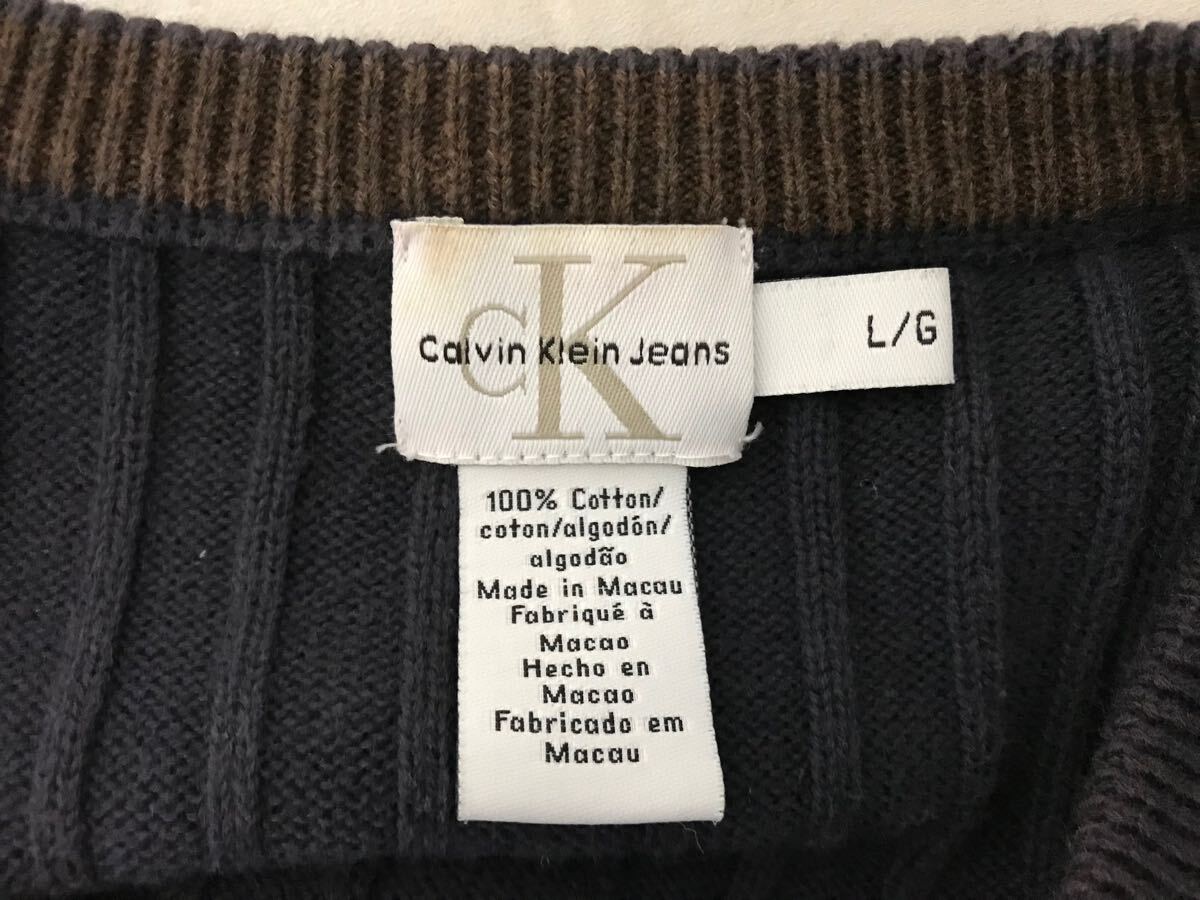 CK
Calvin Klein Jeans
L/G
100% Cotton/
coton/algodón/
algodão
Made in Macau
Fabriqué à
Macao
Hecho en
Macao
Fabricado em
Macau